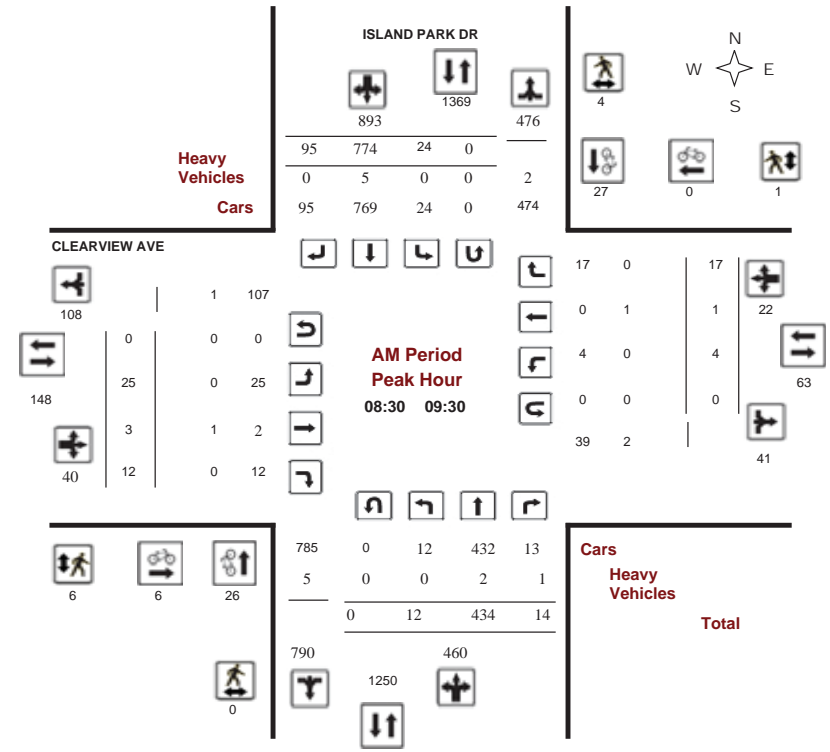 ISLAND PARK DR
N
W E
S
1369
4
893 476
95 774 24 0
Heavy
Vehicles
0 5 0 0 2
Cars
95 769 24 0 474
27 0 1
CLEARVIEW AVE
108
1 107
17 0 17
22
0 0 0
0 1 1
148
25 0 25
AM Period
Peak Hour
08:30 09:30
4 0 4
63
3 1 2
0 0 0
40
12 0 12
39 2
41
785 0 12 432 13
Cars
5 0 0 2 1
Heavy
Vehicles
0 12 434 14
Total
6 6 26
790 460
1250
0